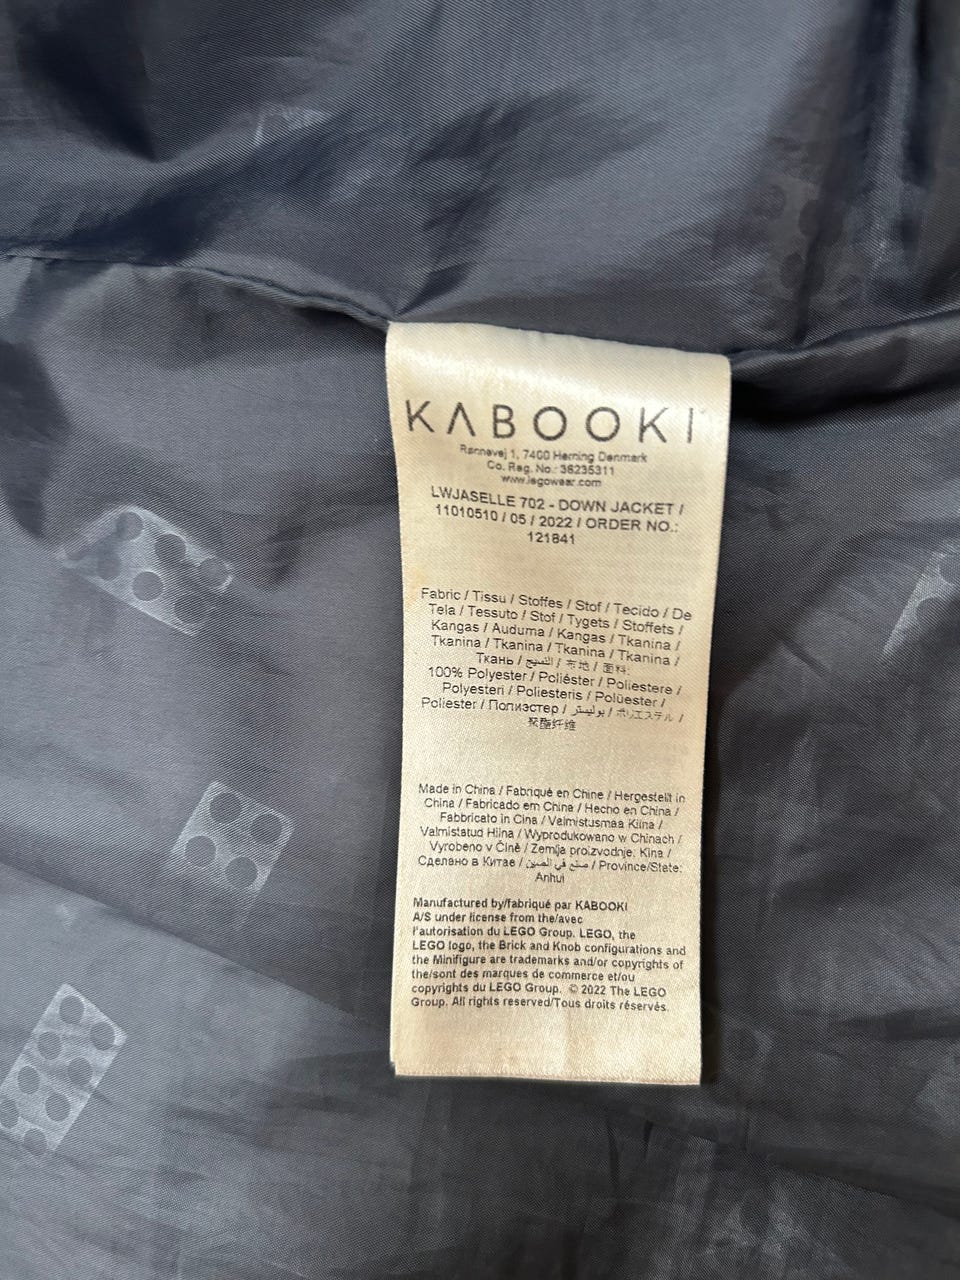 KABOOKI
Rønnevej 1, 7400 Herning Denmark
Co. Reg. No.: 36235311
www.legowear.com
LWJASELLE 702 - DOWN JACKET /
11010510 / 05 / 2022 / ORDER NO.:
121841
Fabric / Tissu / Stoffes / Stof / Tecido / De
Tela / Tessuto / Stof / Tygets / Stoffets /
Kangas / Auduma / Kangas / Tkanina /
Tkanina / Tkanina / Tkanina / Tkanina /
Ткань / النسيج / 布地 / 面料:
100% Polyester / Poliéster / Poliestere /
Polyesteri / Poliesteris / Polüester /
Poliester / Полиэстер / بوليستر / ポリエステル /
聚酯纤维
Made in China / Fabriqué en Chine / Hergestellt in
China / Fabricado em China / Hecho en China /
Fabbricato in Cina / Valmistusmaa Kiina /
Valmistatud Hiina / Wyprodukowano w Chinach /
Vyrobeno v Číně / Zemlja proizvodnje: Kina /
Сделано в Китае / صنع في الصين / Province/State:
Anhui
Manufactured by/fabriqué par KABOOKI
A/S under license from the/avec
l'autorisation du LEGO Group. LEGO, the
LEGO logo, the Brick and Knob configurations and
the Minifigure are trademarks and/or copyrights of
the/sont des marques de commerce et/ou
copyrights du LEGO Group. © 2022 The LEGO
Group. All rights reserved/Tous droits réservés.